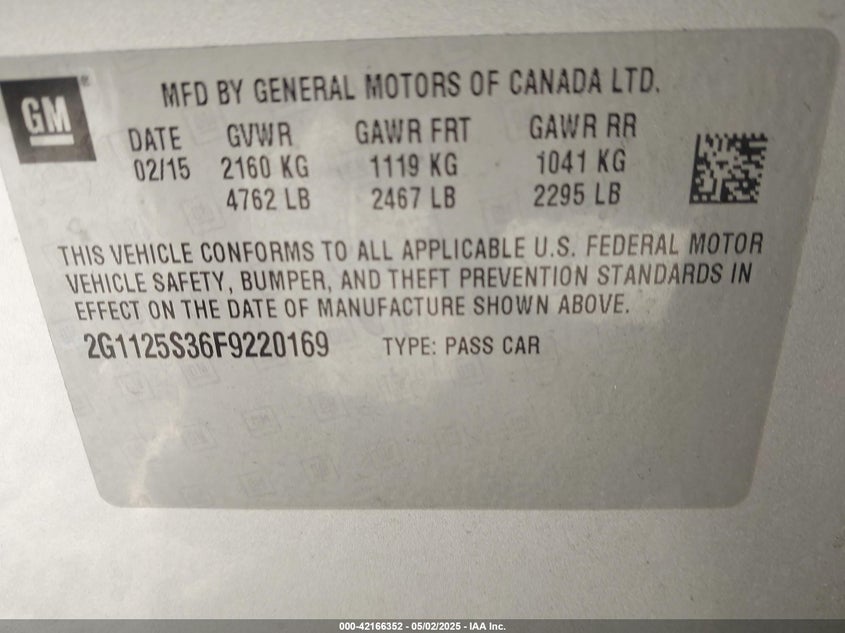 GM®
MFD BY GENERAL MOTORS OF CANADA LTD.
DATE GVWR GAWR FRT GAWR RR
02/15 2160 KG 1119 KG 1041 KG
4762 LB 2467 LB 2295 LB
THIS VEHICLE CONFORMS TO ALL APPLICABLE U.S. FEDERAL MOTOR
VEHICLE SAFETY, BUMPER, AND THEFT PREVENTION STANDARDS IN
EFFECT ON THE DATE OF MANUFACTURE SHOWN ABOVE.
2G1125S36F9220169 TYPE: PASS CAR
000-42166352 - 05/02/2025 - IAA Inc.